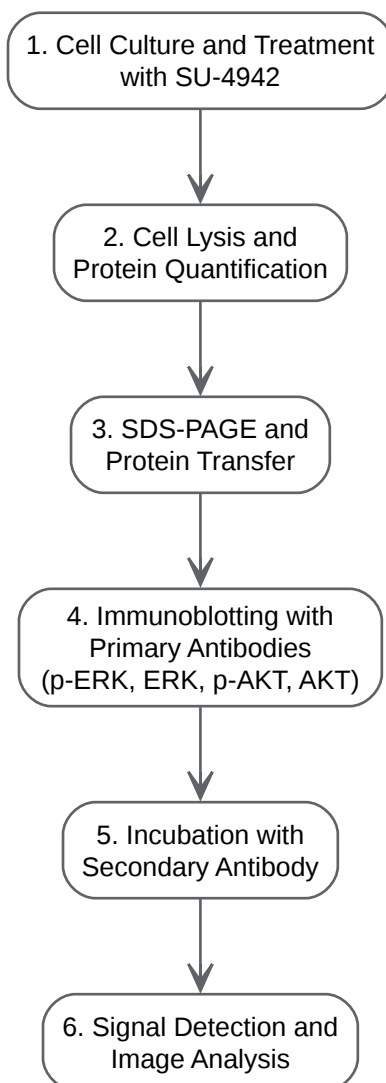 1. Cell Culture and Treatment
with SU-4942
2. Cell Lysis and
Protein Quantification
3. SDS-PAGE and
Protein Transfer
4. Immunoblotting with
Primary Antibodies
(p-ERK, ERK, p-AKT, AKT)
5. Incubation with
Secondary Antibody
6. Signal Detection and
Image Analysis